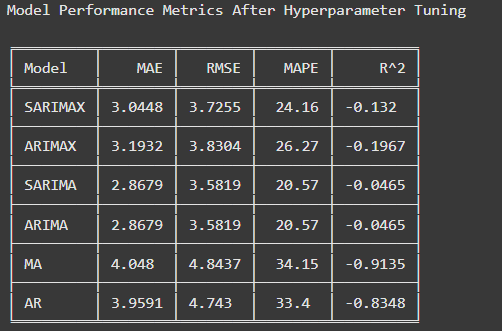 Model Performance Metrics After Hyperparameter Tuning
Model MAE RMSE MAPE R^2
SARIMAX 3.0448 3.7255 24.16 -0.132
ARIMAX 3.1932 3.8304 26.27 -0.1967
SARIMA 2.8679 3.5819 20.57 -0.0465
ARIMA 2.8679 3.5819 20.57 -0.0465
MA 4.048 4.8437 34.15 -0.9135
AR 3.9591 4.743 33.4 -0.8348